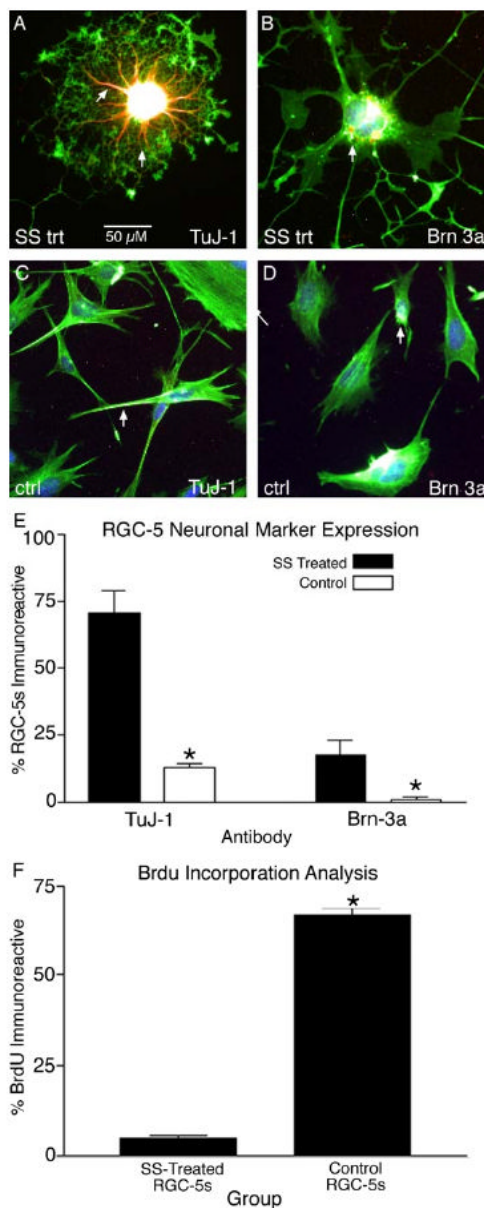 A
B
SS trt
50 µM
TuJ-1
SS trt
Brn 3a
C
D
ctrl
TuJ-1
ctrl
Brn 3a
E
RGC-5 Neuronal Marker Expression
100
SS Treated
Control
75
50
25
0
% RGC-5s Immunoreactive
*
*
TuJ-1
Brn-3a
Antibody
F
Brdu Incorporation Analysis
75
*
50
25
0
% BrdU Immunoreactive
SS-Treated
RGC-5s
Control
RGC-5s
Group